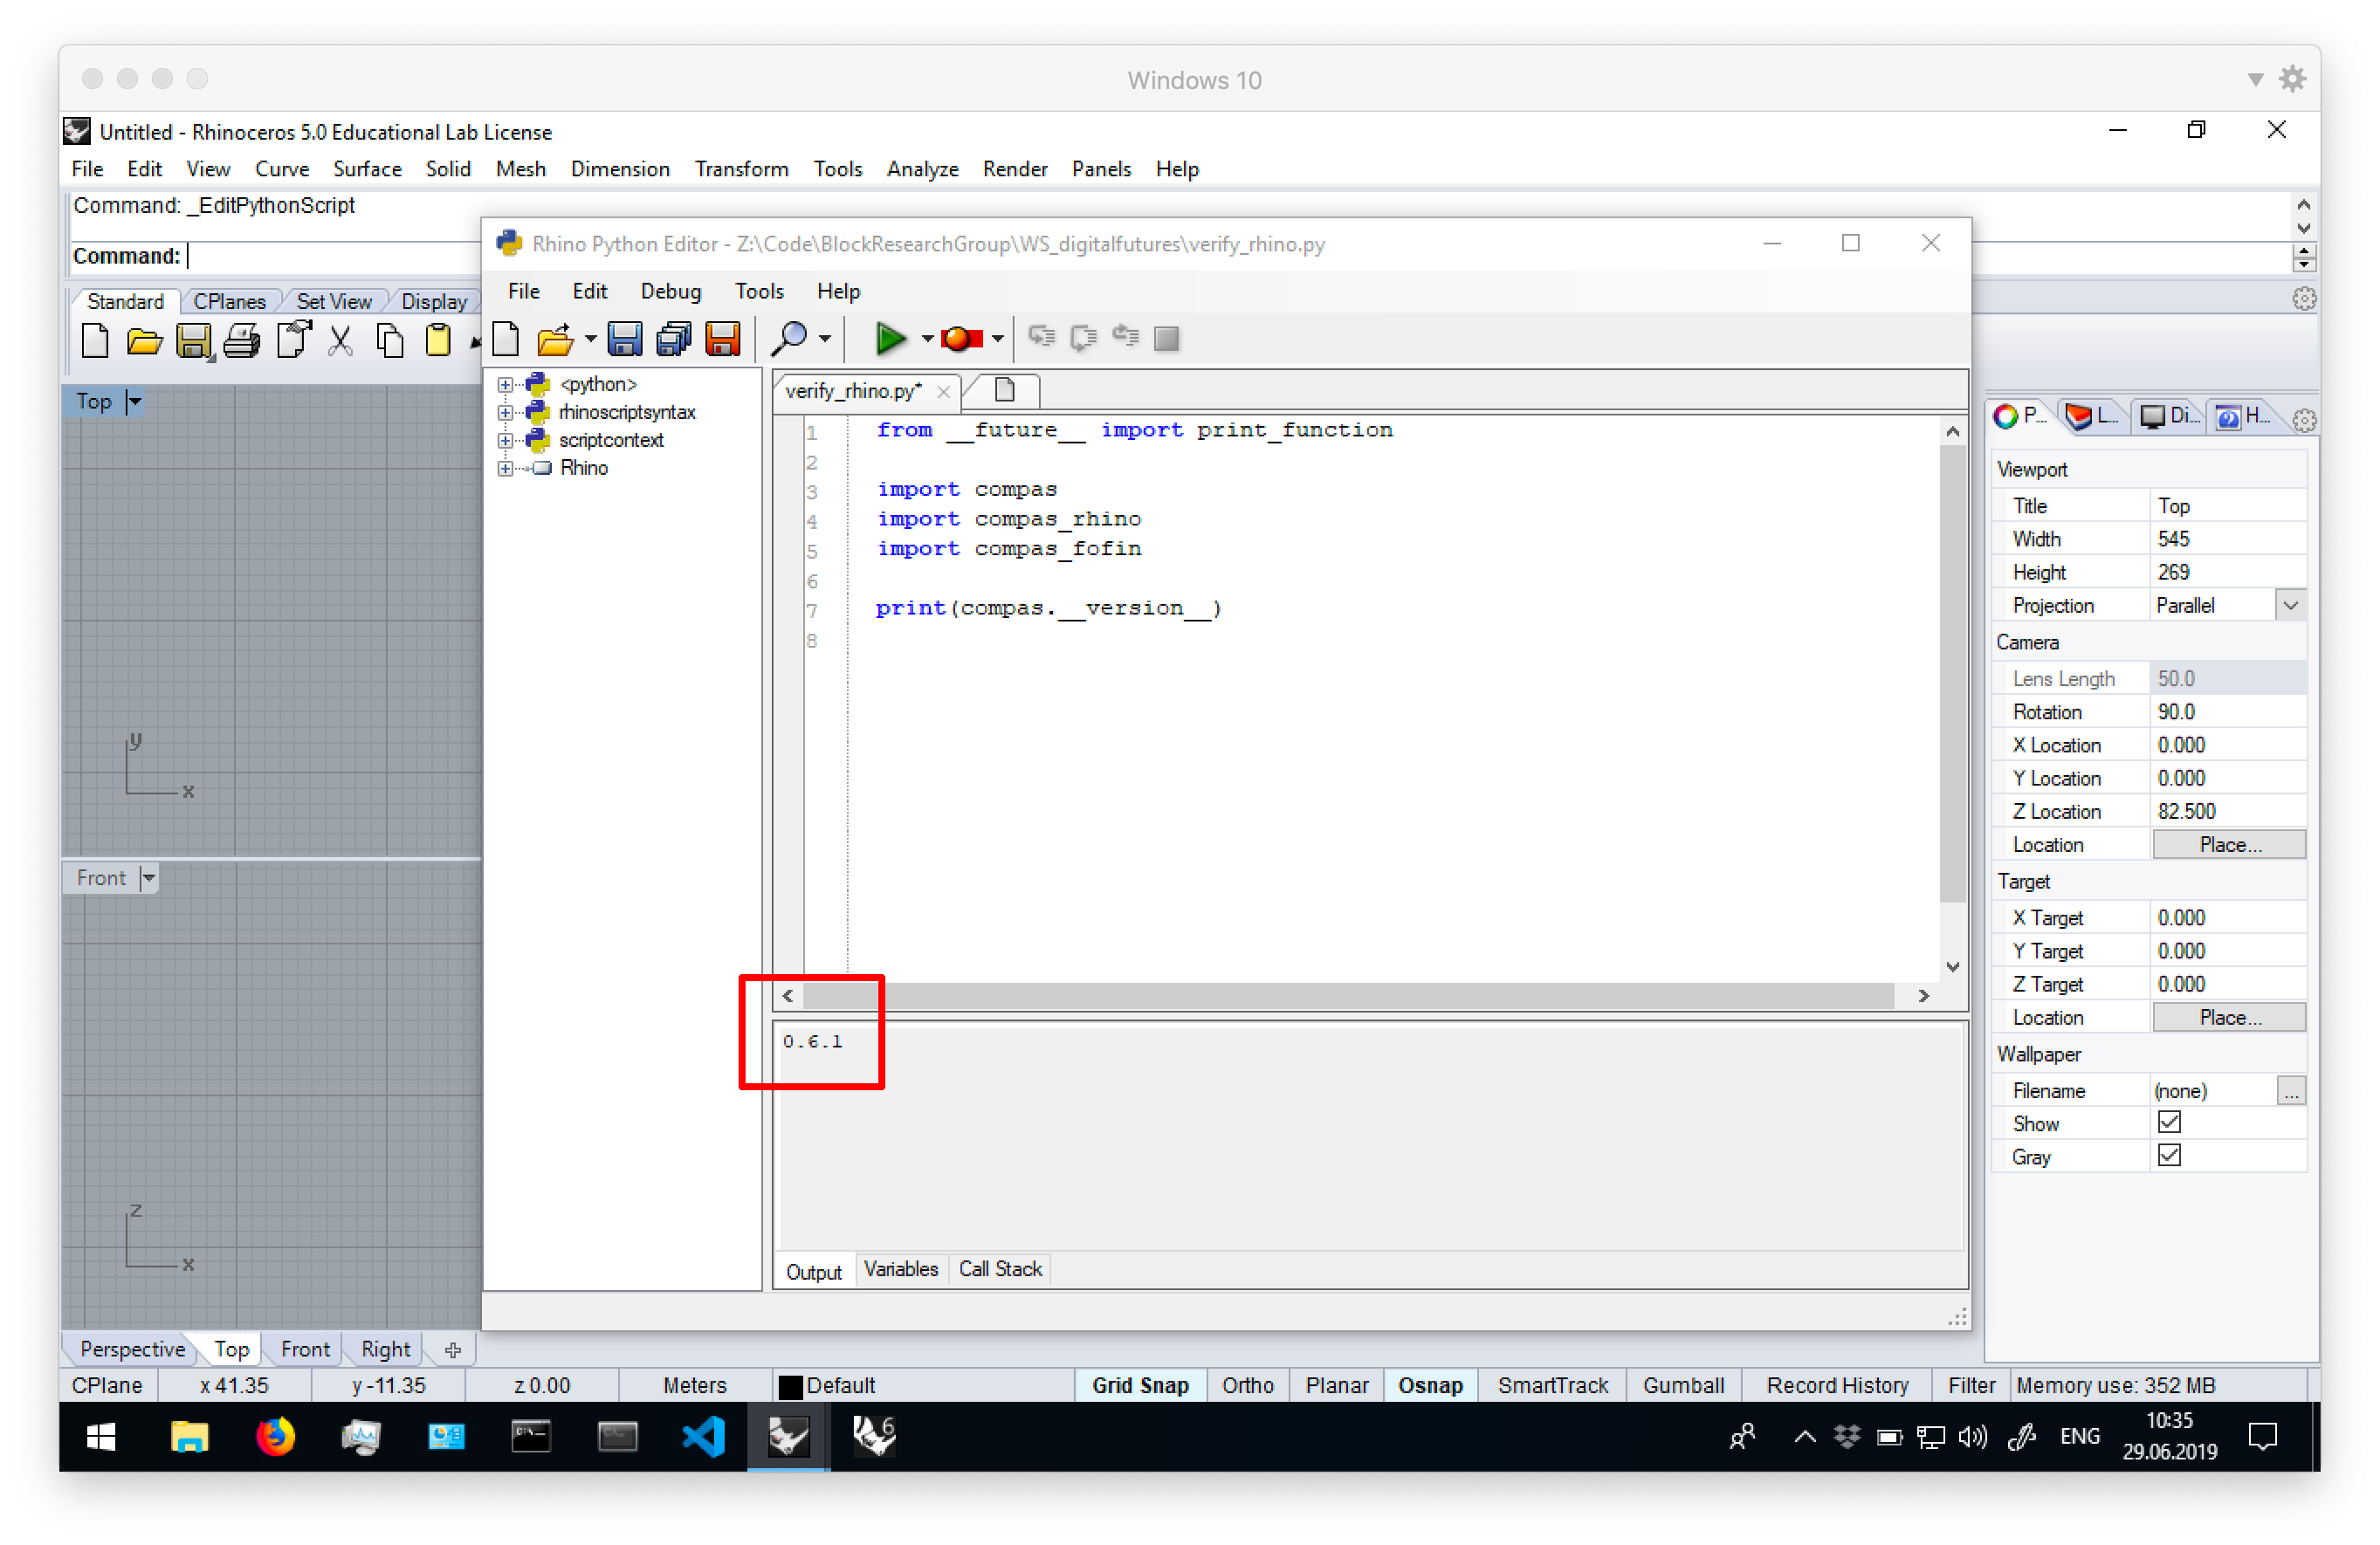 Windows 10
Untitled - Rhinoceros 5.0 Educational Lab License
File Edit View Curve Surface Solid Mesh Dimension Transform Tools Analyze Render Panels Help
Command: _EditPythonScript
Command:
Standard CPlanes Set View Display
Top
y
x
Front
z
x
Rhino Python Editor - Z:\Code\BlockResearchGroup\WS_digitalfutures\verify_rhino.py
File Edit Debug Tools Help
<python>
rhinoscriptsyntax
scriptcontext
Rhino
verify_rhino.py*
1 from __future__ import print_function
2
3 import compas
4 import compas_rhino
5 import compas_fofin
6
7 print(compas.__version__)
8
0.6.1
Output Variables Call Stack
P... L... Di... H...
Viewport
Title Top
Width 545
Height 269
Projection Parallel
Camera
Lens Length 50.0
Rotation 90.0
X Location 0.000
Y Location 0.000
Z Location 82.500
Location Place...
Target
X Target 0.000
Y Target 0.000
Z Target 0.000
Location Place...
Wallpaper
Filename (none) ...
Show
Gray
Perspective Top Front Right
CPlane x 41.35 y -11.35 z 0.00 Meters Default Grid Snap Ortho Planar Osnap SmartTrack Gumball Record History Filter Memory use: 352 MB
6
ENG
10:35
29.06.2019